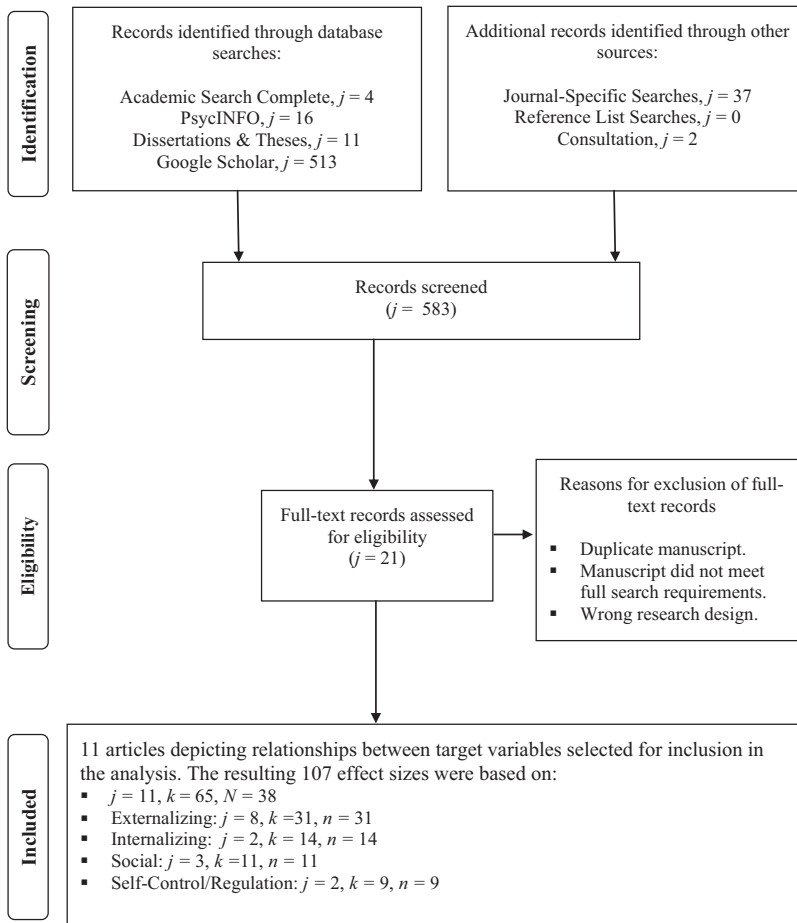 Identification
Records identified through database
searches:
Academic Search Complete, j = 4
PsycINFO, j = 16
Dissertations & Theses, j = 11
Google Scholar, j = 513
Additional records identified through other
sources:
Journal-Specific Searches, j = 37
Reference List Searches, j = 0
Consultation, j = 2
Screening
Records screened
(j = 583)
Eligibility
Full-text records assessed
for eligibility
(j = 21)
Reasons for exclusion of full-
text records
▪ Duplicate manuscript.
▪ Manuscript did not meet
full search requirements.
▪ Wrong research design.
Included
11 articles depicting relationships between target variables selected for inclusion in
the analysis. The resulting 107 effect sizes were based on:
▪ j = 11, k = 65, N = 38
▪ Externalizing: j = 8, k =31, n = 31
▪ Internalizing: j = 2, k = 14, n = 14
▪ Social: j = 3, k =11, n = 11
▪ Self-Control/Regulation: j = 2, k = 9, n = 9